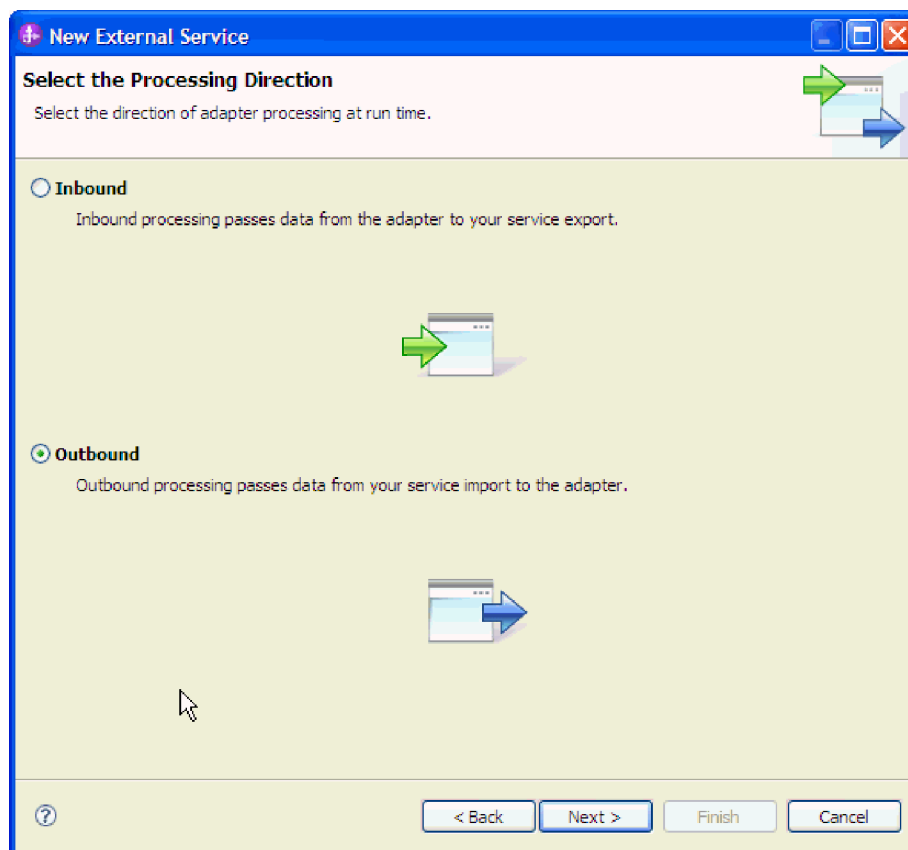 New External Service
Select the Processing Direction
Select the direction of adapter processing at run time.
Inbound
Inbound processing passes data from the adapter to your service export.
Outbound
Outbound processing passes data from your service import to the adapter.
?
< Back Next > Finish Cancel